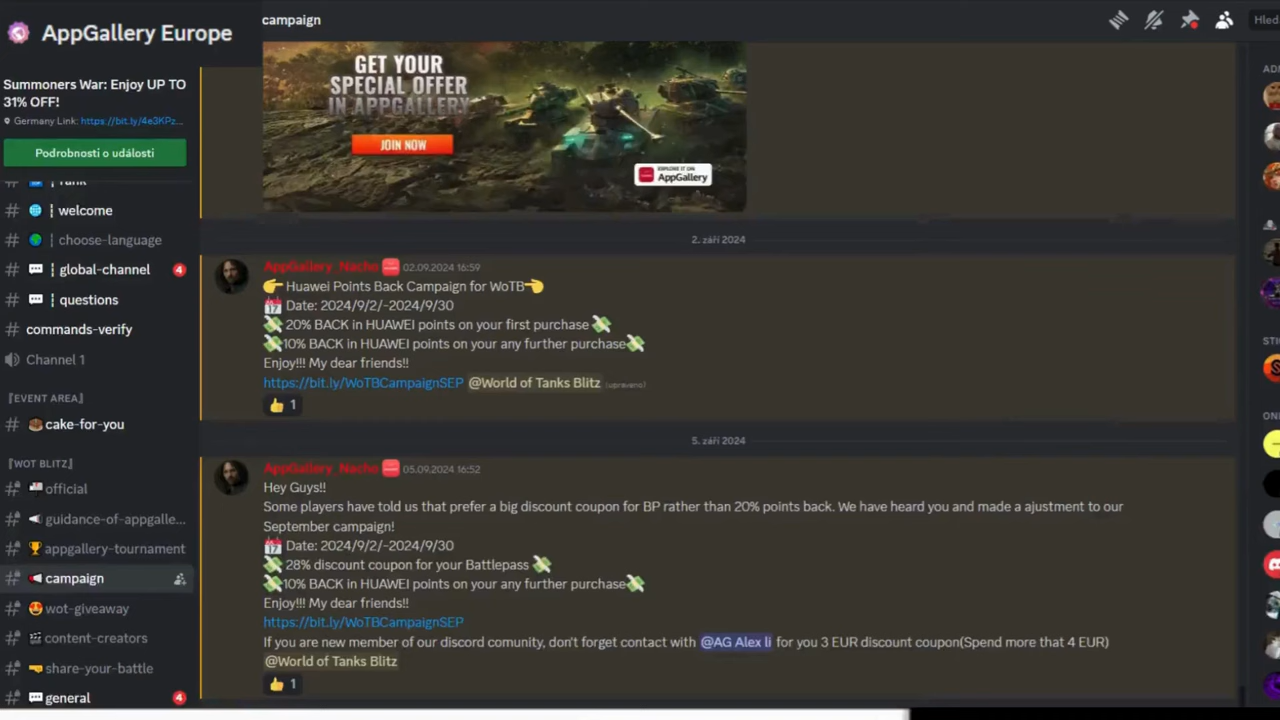 AppGallery Europe
Summoners War: Enjoy UP TO
31% OFF!
Germany Link: https://bit.ly/4e3KPz...
Podrobnosti o události
rank
welcome
choose-language
global-channel 4
questions
commands-verify
Channel 1
[EVENT AREA]
cake-for-you
[WOT BLITZ]
official
guidance-of-appgalle...
appgallery-tournament
campaign
wot-giveaway
content-creators
share-your-battle
general 4
campaign
Hled
GET YOUR
SPECIAL OFFER
IN APPGALLERY
JOIN NOW
EXPLORE IT ON
AppGallery
2. září 2024
AppGallery_Nacho 02.09.2024 16:59
👉Huawei Points Back Campaign for WoTB👈
📅 Date: 2024/9/2/-2024/9/30
💸 20% BACK in HUAWEI points on your first purchase 💸
💸10% BACK in HUAWEI points on your any further purchase💸
Enjoy!!! My dear friends!!
https://bit.ly/WoTBCampaignSEP @World of Tanks Blitz (upraveno)
👍 1
5. září 2024
AppGallery_Nacho 05.09.2024 16:52
Hey Guys!!
Some players have told us that prefer a big discount coupon for BP rather than 20% points back. We have heard you and made a ajustment to our
September campaign!
📅 Date: 2024/9/2/-2024/9/30
💸 28% discount coupon for your Battlepass 💸
💸10% BACK in HUAWEI points on your any further purchase💸
Enjoy!!! My dear friends!!
https://bit.ly/WoTBCampaignSEP
If you are new member of our discord comunity, don't forget contact with @AG Alex li for you 3 EUR discount coupon(Spend more that 4 EUR)
@World of Tanks Blitz
👍 1
ADM
STI
ONL